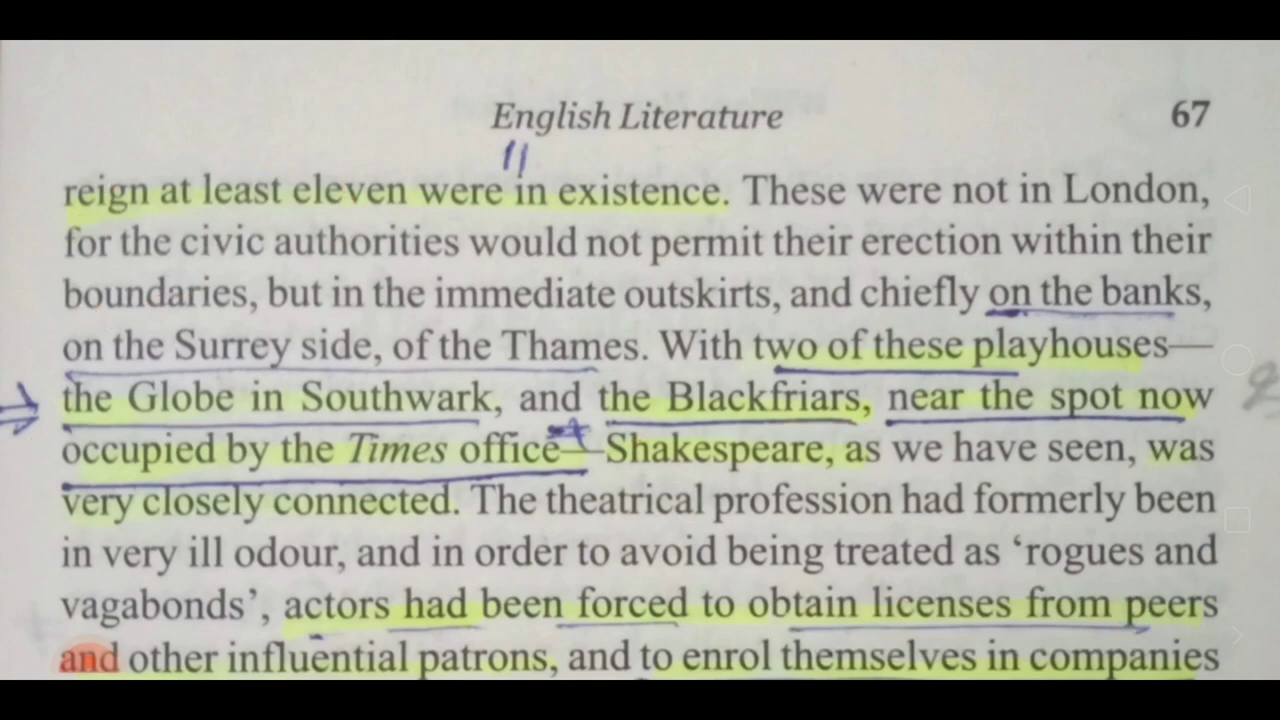 English Literature 67
11
reign at least eleven were in existence. These were not in London,
for the civic authorities would not permit their erection within their
boundaries, but in the immediate outskirts, and chiefly on the banks,
on the Surrey side, of the Thames. With two of these playhouses—
the Globe in Southwark, and the Blackfriars, near the spot now
occupied by the Times office—Shakespeare, as we have seen, was
very closely connected. The theatrical profession had formerly been
in very ill odour, and in order to avoid being treated as ‘rogues and
vagabonds’, actors had been forced to obtain licenses from peers
and other influential patrons, and to enrol themselves in companies